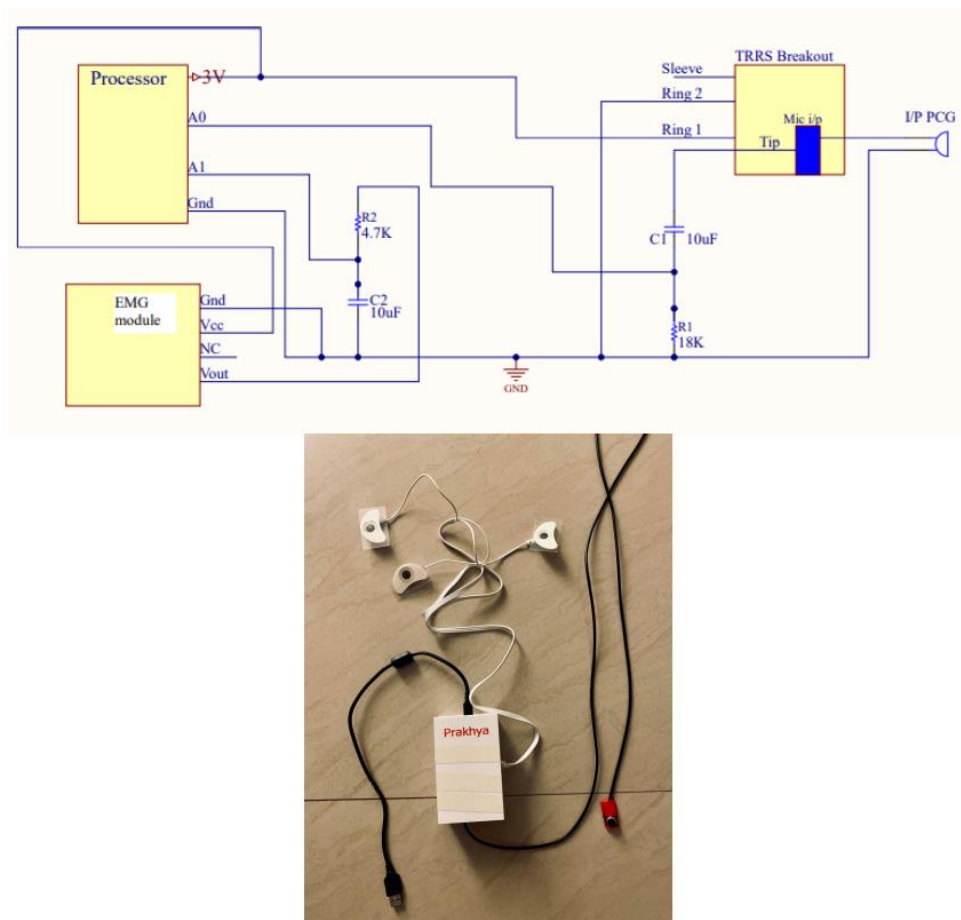 TRRS Breakout
Processor
3V
Sleeve
Ring 2
A0
Mic i/p
I/P PCG
Ring 1
Tip
A1
R2
4.7K
Gnd
C1
10uF
C2
10uF
EMG
module
Gnd
Vcc
R1
18K
NC
Vout
GND
Prakhya